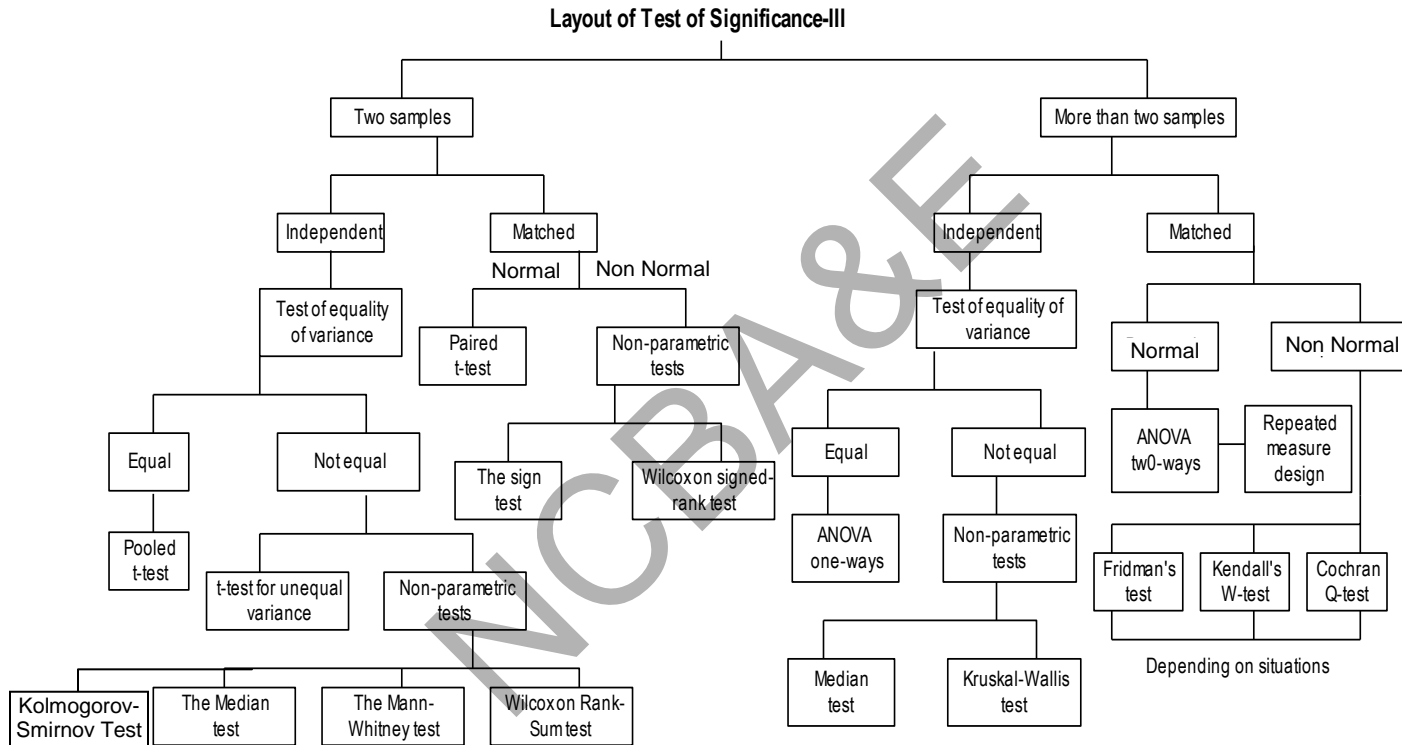 Layout of Test of Significance-III
Two samples
More than two samples
Independent
Matched
Independent
Matched
Normal
Non Normal
Test of equality
of variance
Paired
t-test
Non-parametric
tests
Test of equality of
variance
Normal
Non Normal
Equal
Not equal
The sign
test
Wilcoxon signed-
rank test
Equal
Not equal
ANOVA
tw0-ways
Repeated
measure
design
Pooled
t-test
t-test for unequal
variance
Non-parametric
tests
ANOVA
one-ways
Non-parametric
tests
Fridman's
test
Kendall's
W-test
Cochran
Q-test
Depending on situations
Kolmogorov-
Smirnov Test
The Median
test
The Mann-
Whitney test
Wilcoxon Rank-
Sum test
Median
test
Kruskal-Wallis
test
NCBA&E